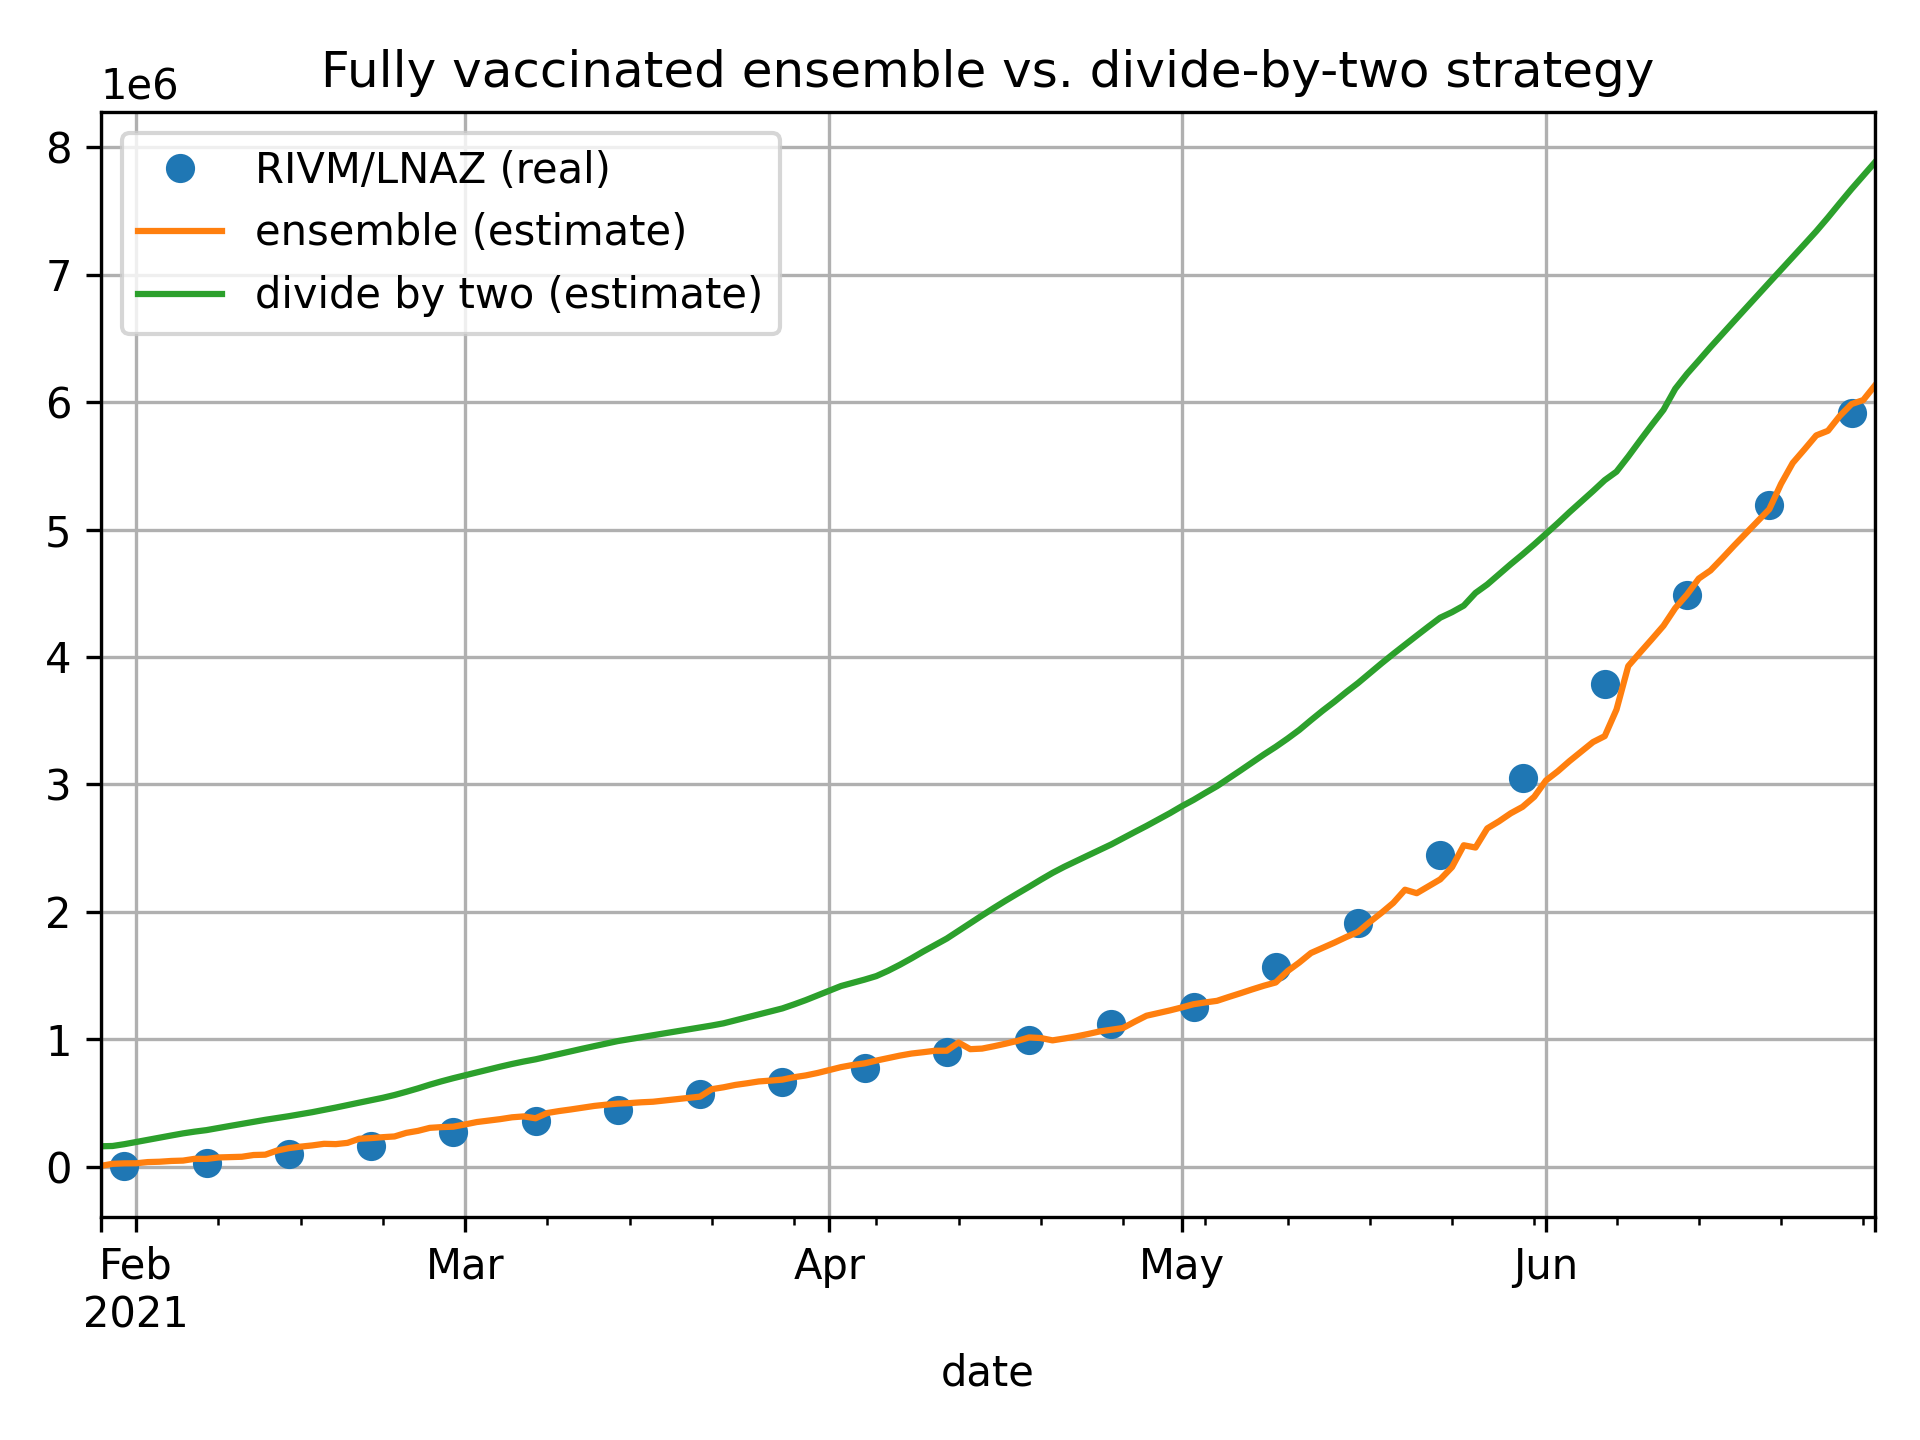 Fully vaccinated ensemble vs. divide-by-two strategy
1e6
8
7
6
5
4
3
2
1
0
RIVM/LNAZ (real)
ensemble (estimate)
divide by two (estimate)
Feb
2021
Mar
Apr
May
Jun
date